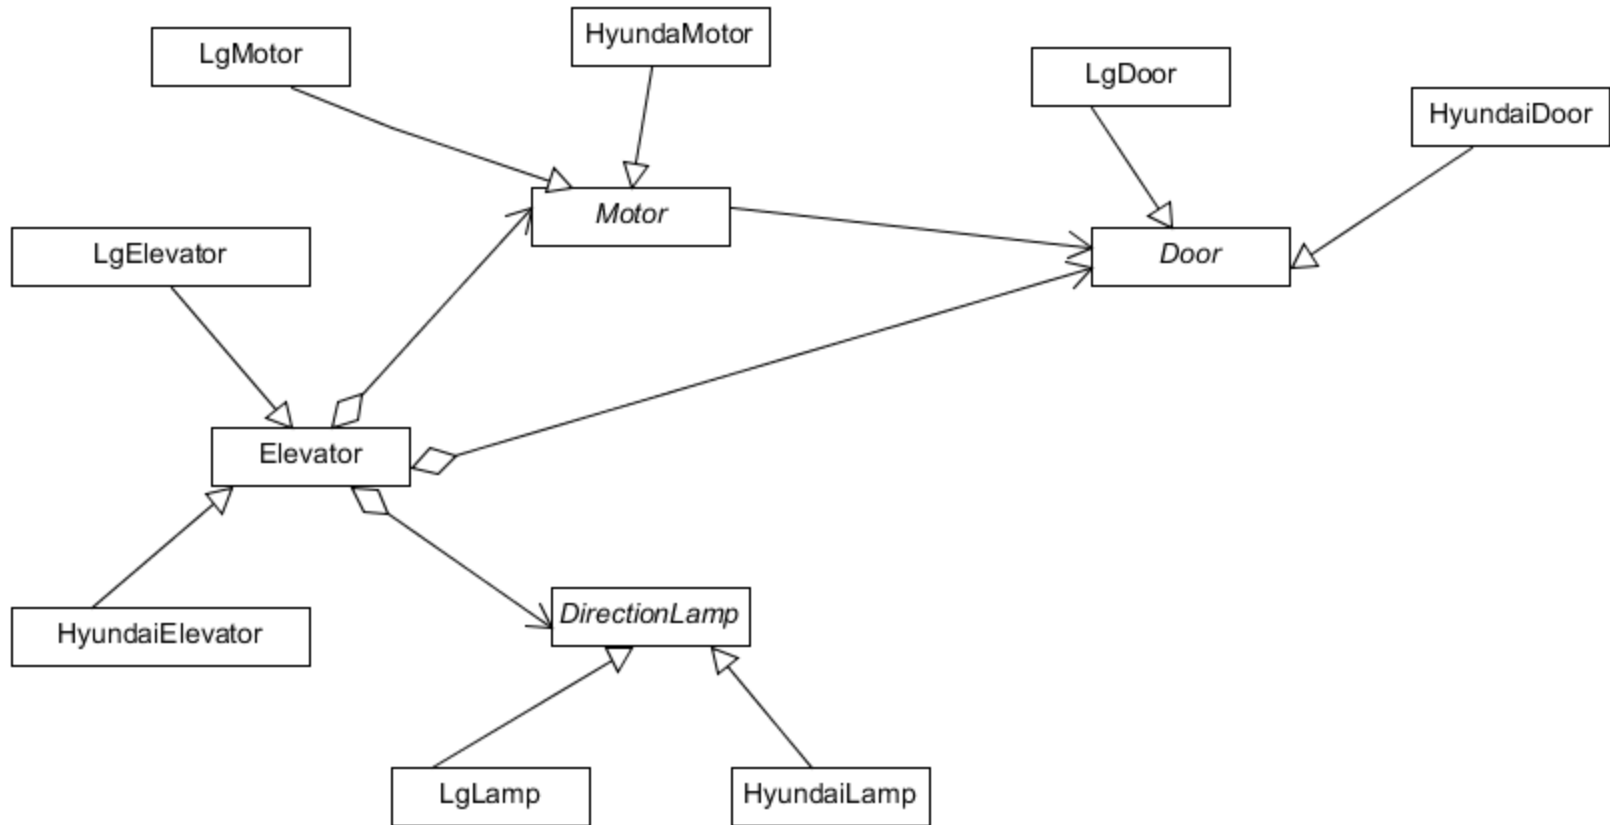 HyundaMotor
LgMotor
LgDoor
HyundaiDoor
Motor
LgElevator
Door
Elevator
DirectionLamp
HyundaiElevator
LgLamp
HyundaiLamp